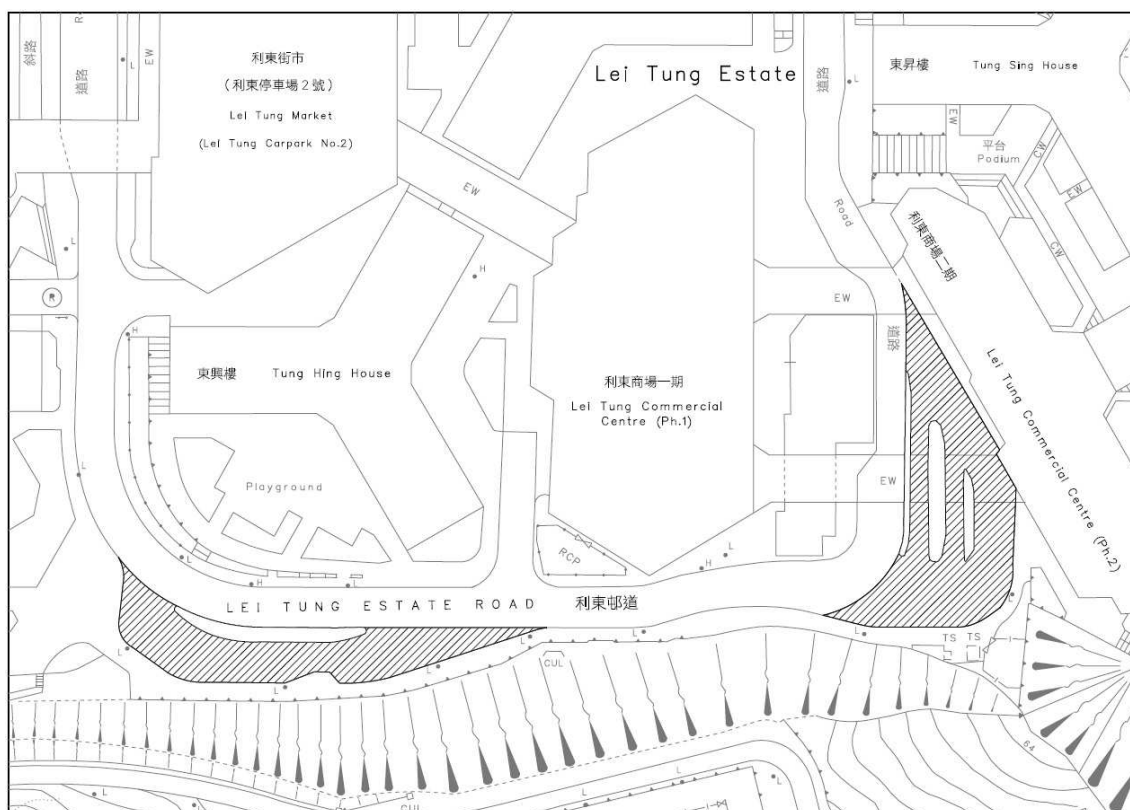 斜路
R
道路
L
EW
利東街市
(利東停車場2號)
Lei Tung Market
(Lei Tung Carpark No.2)
Lei Tung Estate
道路
L
東昇樓 Tung Sing House
EW
平台
Podium
CW
EW
CW
EW
Road
利東商場二期
L
H
R
EW
H
道路
東興樓 Tung Hing House
利東商場一期
Lei Tung Commercial
Centre (Ph.1)
Lei Tung Commercial Centre (Ph.2)
L
Playground
EW
RCP
L
H
L
H
L
L
LEI TUNG ESTATE ROAD 利東邨道
L
L
L
L
L
TS TS
CUL
L
64
L
L
L
CUL